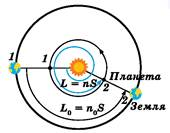 1
1
L = nS
2
Планета
2
Земля
L₀ = n₀S